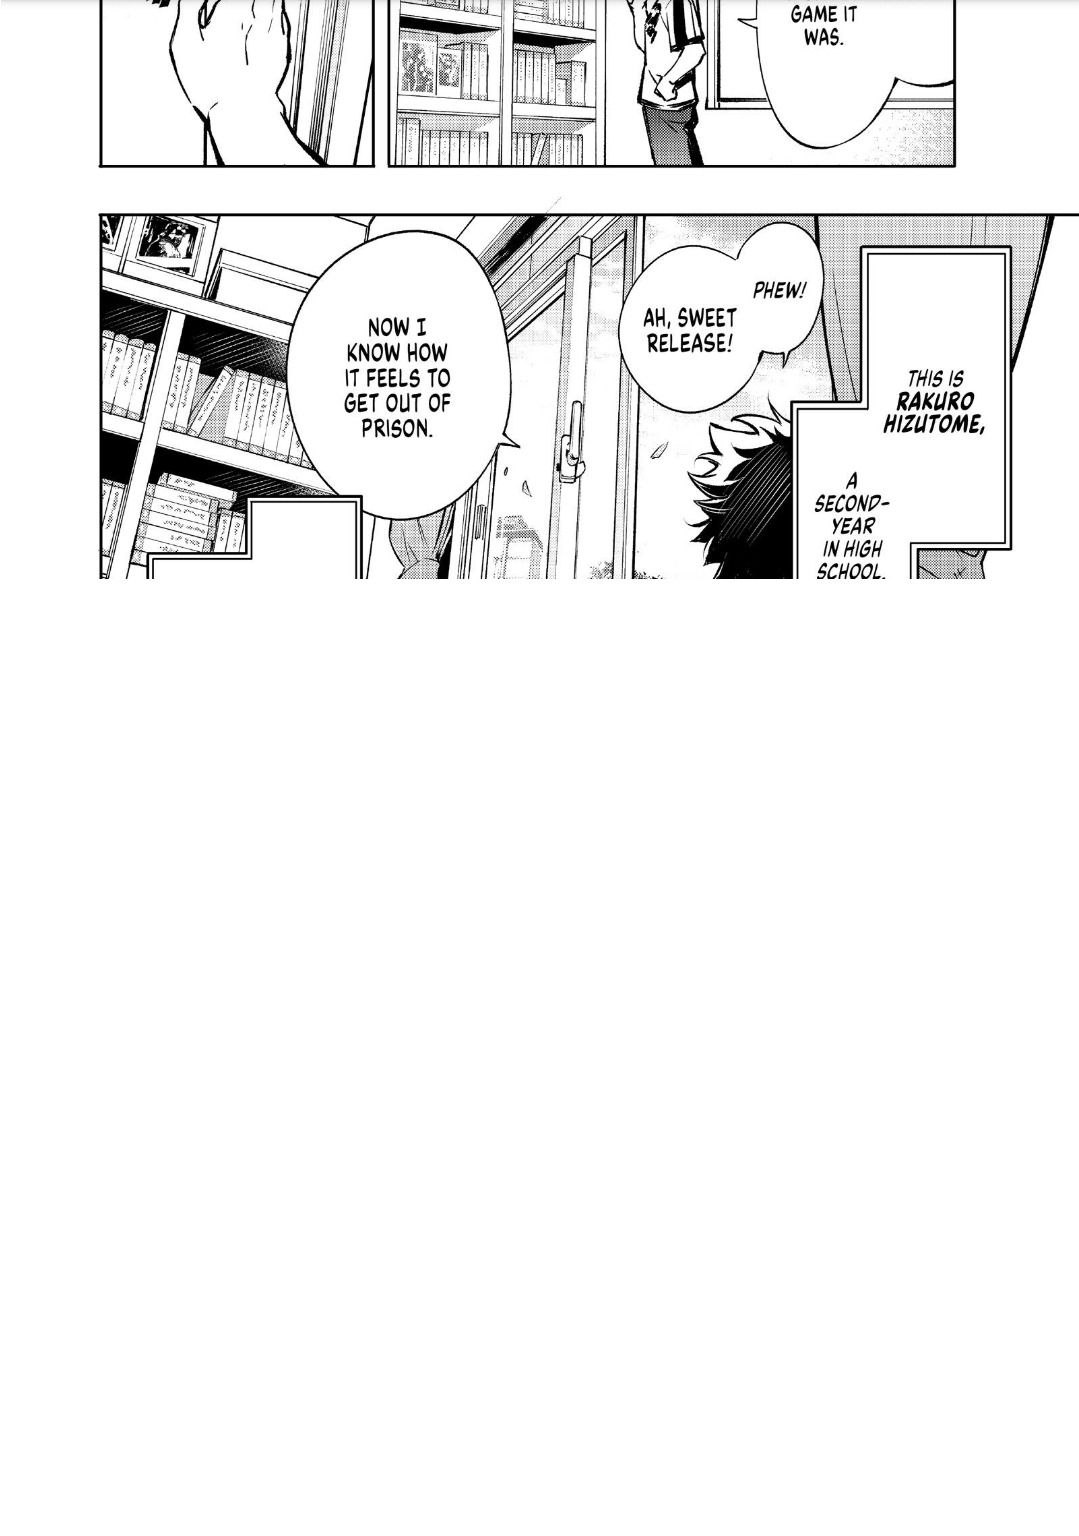 GAME IT
WAS.
THIS IS
RAKURO
HIZUTOME,
A
SECOND-
YEAR
IN HIGH
SCHOOL.
PHEW!
AH, SWEET
RELEASE!
NOW I
KNOW HOW
IT FEELS TO
GET OUT OF
PRISON.